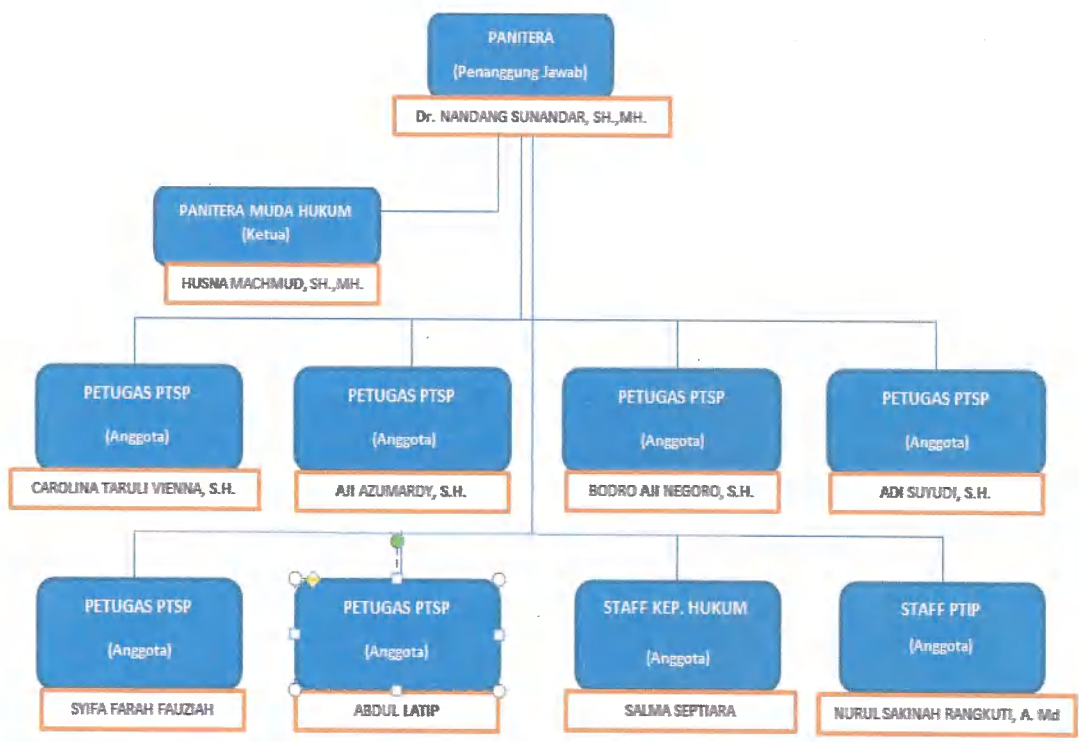 PANITERA
(Penanggung Jawab)
Dr. NANDANG SUNANDAR, SH.,MH.
PANITERA MUDA HUKUM
(Ketua)
HUSNA MACHMUD, SH.,MH.
PETUGAS PTSP
(Anggota)
CAROLINA TARULI VIENNA, S.H.
PETUGAS PTSP
(Anggota)
AJI AZUMARDY, S.H.
PETUGAS PTSP
(Anggota)
BODRO AJI NEGORO, S.H.
PETUGAS PTSP
(Anggota)
ADI SUYUDI, S.H.
PETUGAS PTSP
(Anggota)
SYIFA FARAH FAUZIAH
PETUGAS PTSP
(Anggota)
ABDUL LATIP
STAFF KEP. HUKUM
(Anggota)
SALMA SEPTIARA
STAFF PTIP
(Anggota)
NURUL SAKINAH RANGKUTI, A. Md